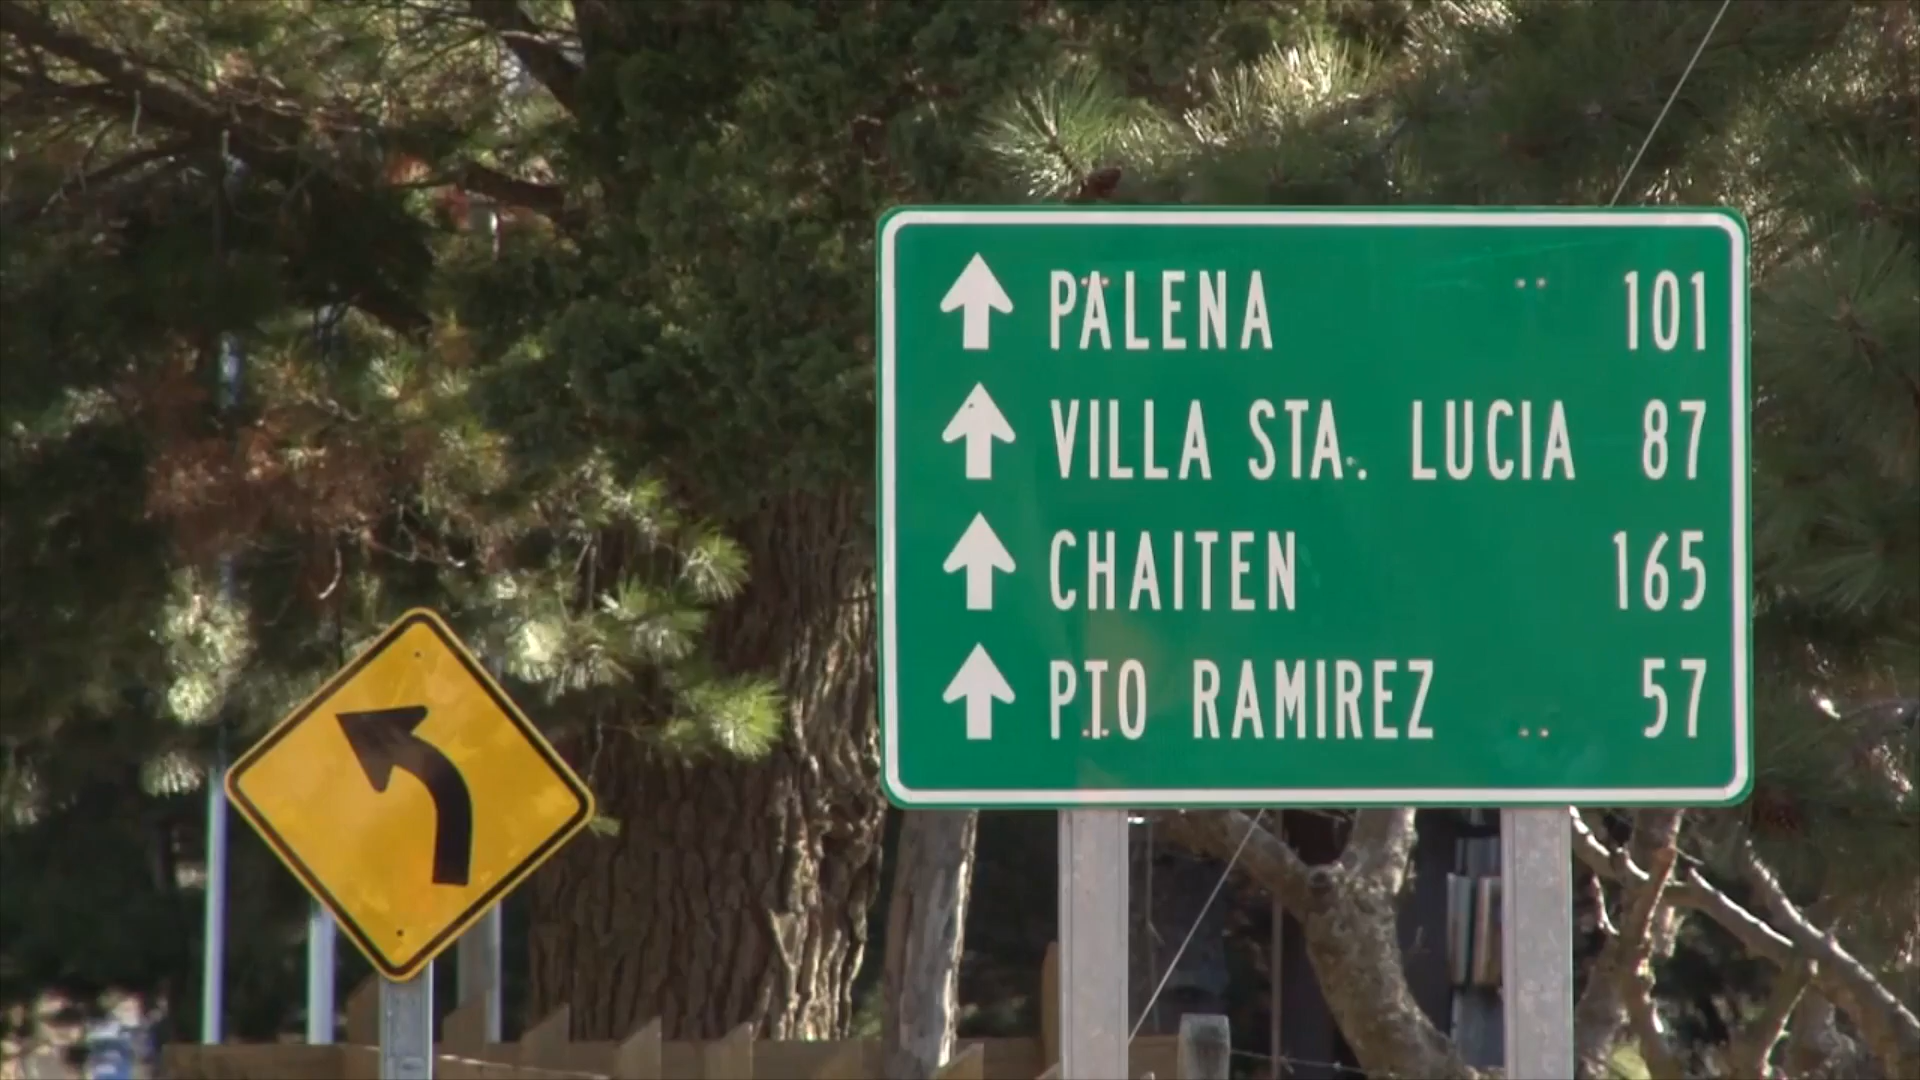 PALENA 101
VILLA STA. LUCIA 87
CHAITEN 165
PTO RAMIREZ 57